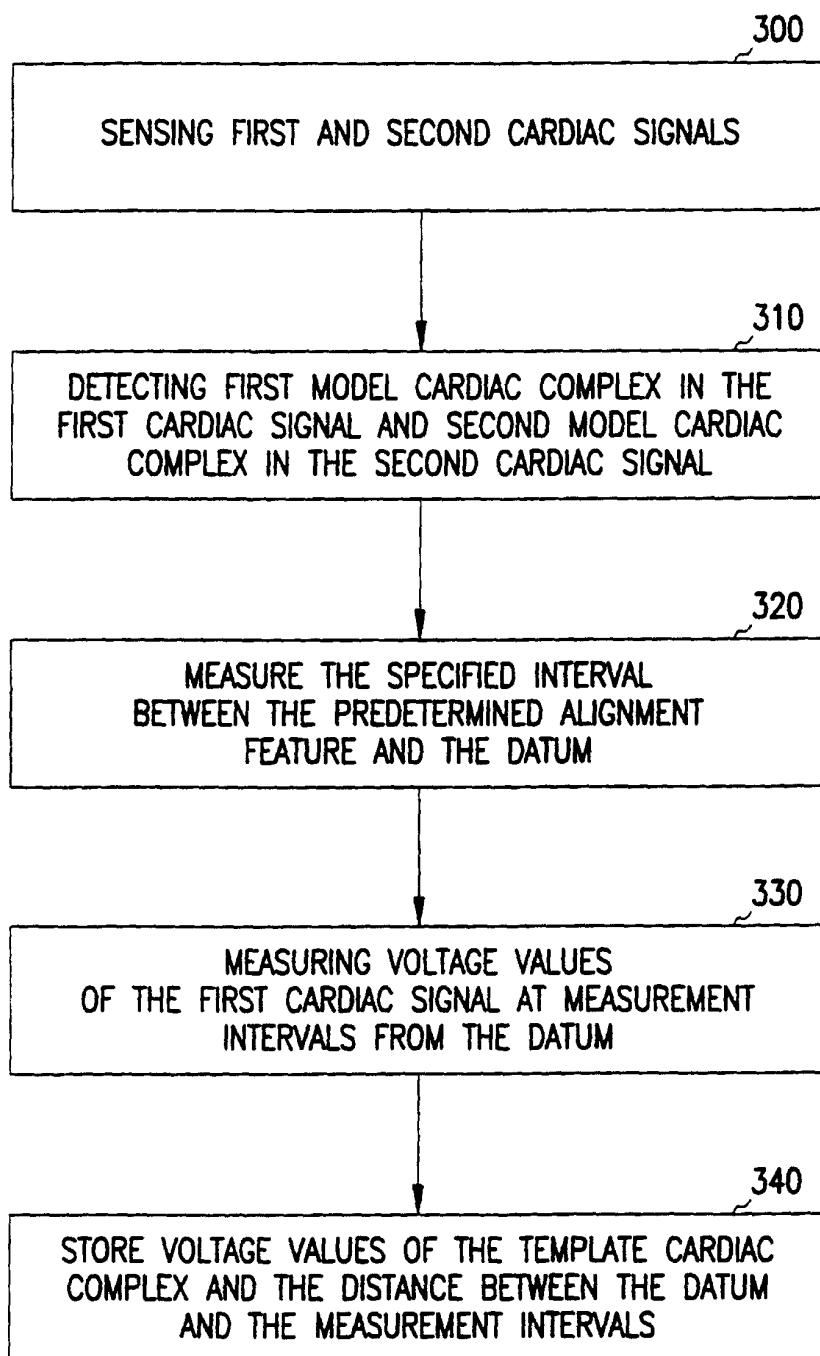 300
SENSING FIRST AND SECOND CARDIAC SIGNALS
310
DETECTING FIRST MODEL CARDIAC COMPLEX IN THE
FIRST CARDIAC SIGNAL AND SECOND MODEL CARDIAC
COMPLEX IN THE SECOND CARDIAC SIGNAL
320
MEASURE THE SPECIFIED INTERVAL
BETWEEN THE PREDETERMINED ALIGNMENT
FEATURE AND THE DATUM
330
MEASURING VOLTAGE VALUES
OF THE FIRST CARDIAC SIGNAL AT MEASUREMENT
INTERVALS FROM THE DATUM
340
STORE VOLTAGE VALUES OF THE TEMPLATE CARDIAC
COMPLEX AND THE DISTANCE BETWEEN THE DATUM
AND THE MEASUREMENT INTERVALS